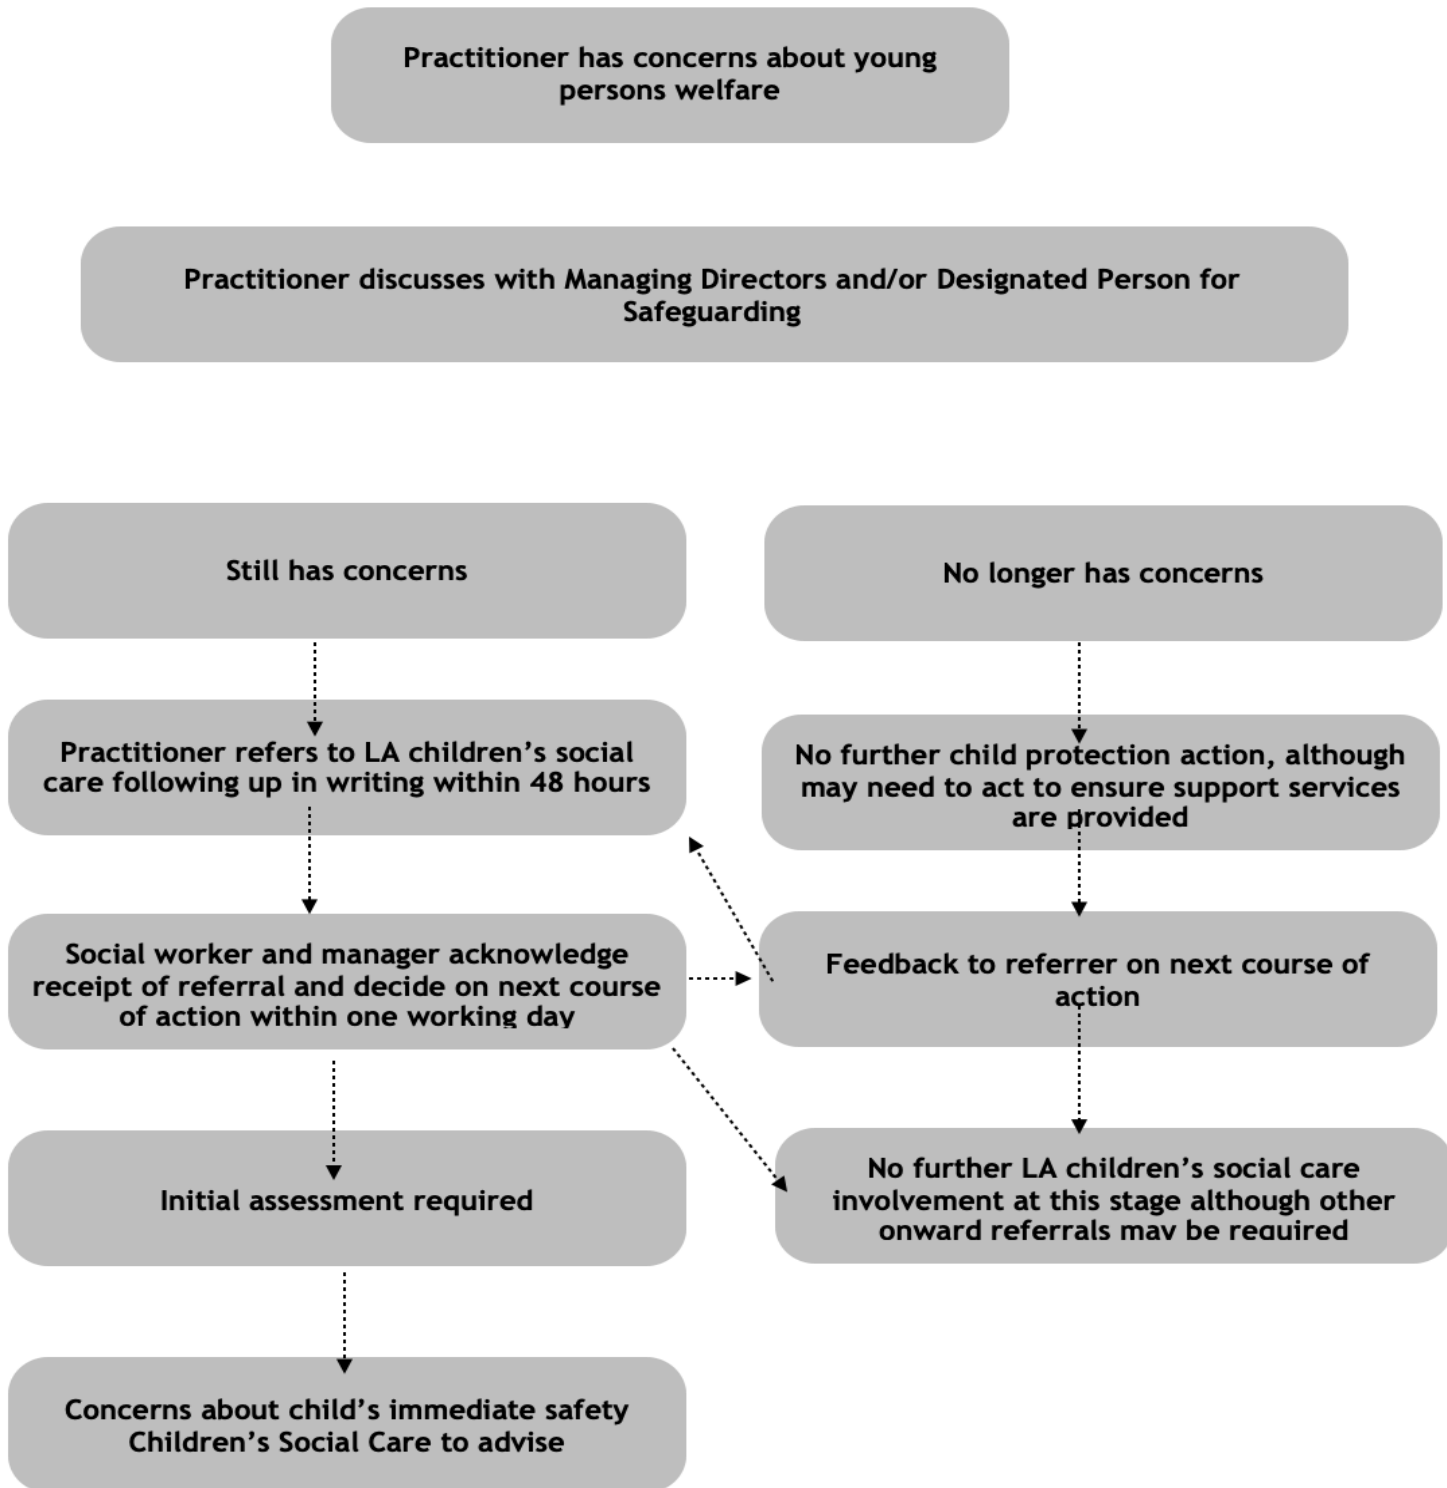 Practitioner has concerns about young
persons welfare
Practitioner discusses with Managing Directors and/or Designated Person for
Safeguarding
Still has concerns
No longer has concerns
Practitioner refers to LA children’s social
care following up in writing within 48 hours
No further child protection action, although
may need to act to ensure support services
are provided
Social worker and manager acknowledge
receipt of referral and decide on next course
of action within one working day
Feedback to referrer on next course of
action
Initial assessment required
No further LA children’s social care
involvement at this stage although other
onward referrals may be required
Concerns about child’s immediate safety
Children’s Social Care to advise